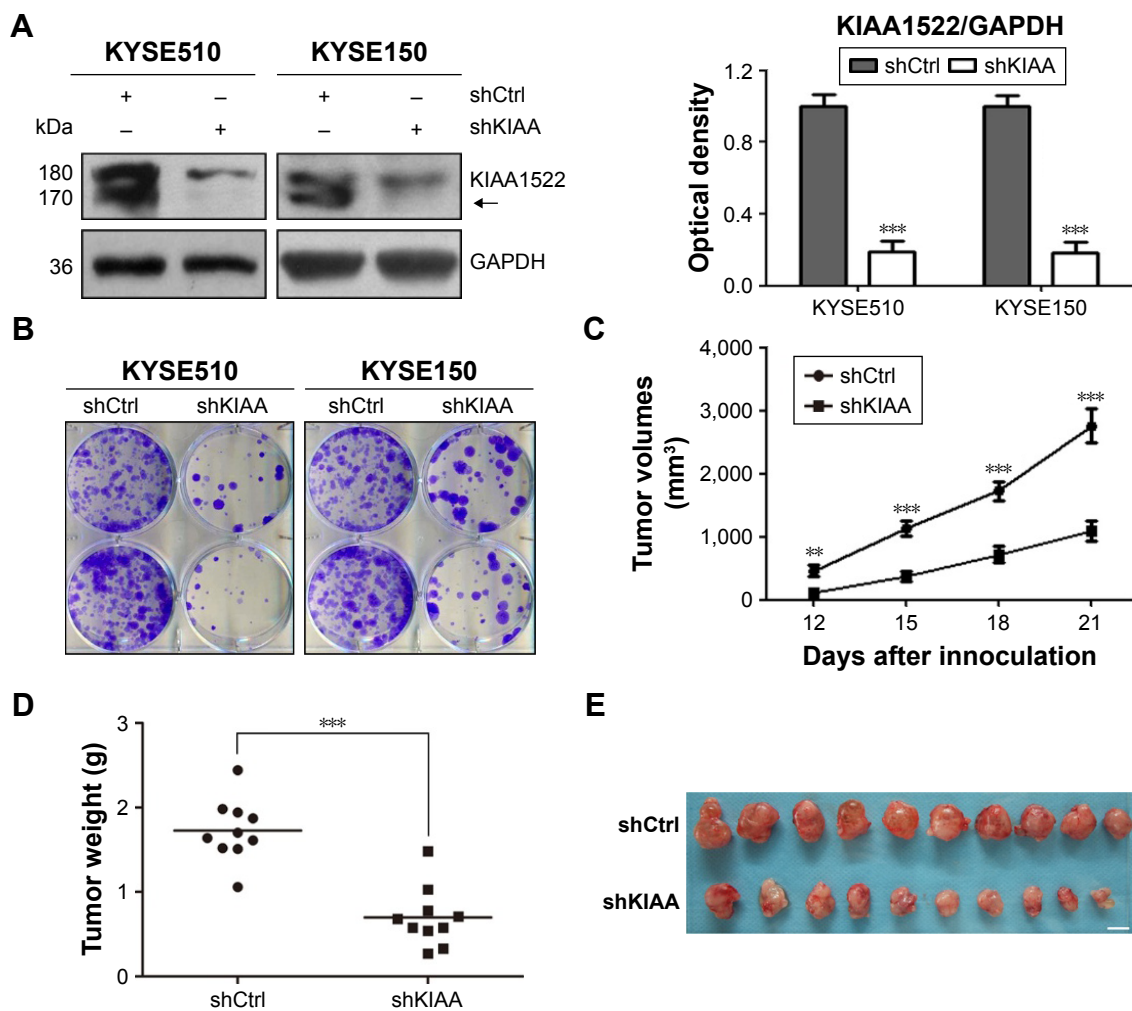 A
KYSE510 KYSE150
+ – + – shCtrl
kDa – + – + shKIAA
180 KIAA1522
170 ←
36 GAPDH
KIAA1522/GAPDH
shCtrl shKIAA
Optical density
1.2
0.8
0.4
0.0
*** ***
KYSE510 KYSE150
B
KYSE510 KYSE150
shCtrl shKIAA shCtrl shKIAA
C
Tumor volumes
(mm³)
4,000
3,000
2,000
1,000
0
shCtrl
shKIAA
** *** *** ***
12 15 18 21
Days after innoculation
D
Tumor weight (g)
3
2
1
0
***
shCtrl shKIAA
E
shCtrl
shKIAA